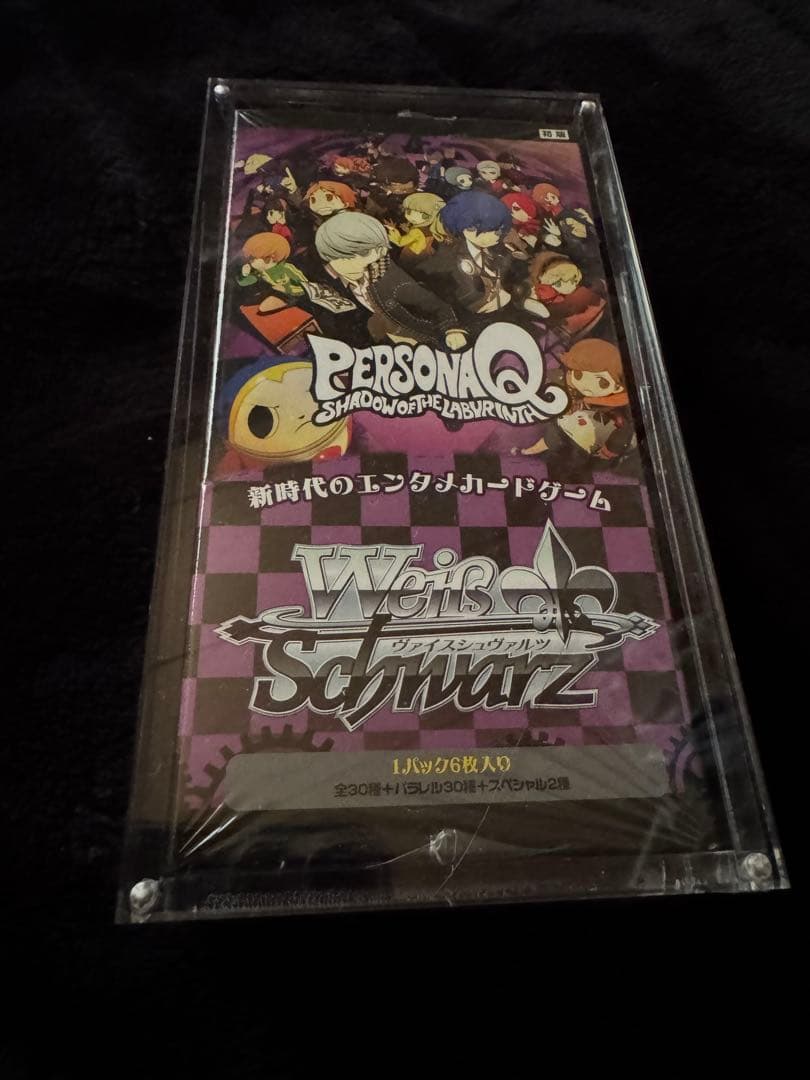 初版
PERSONAQ
SHADOW OF THE LABYRINTH
新時代のエンタメカードゲーム
Weiß
ヴァイスシュヴァルツ
Schwarz
1パック6枚入り
全30種+パラレル30種+スペシャル2種